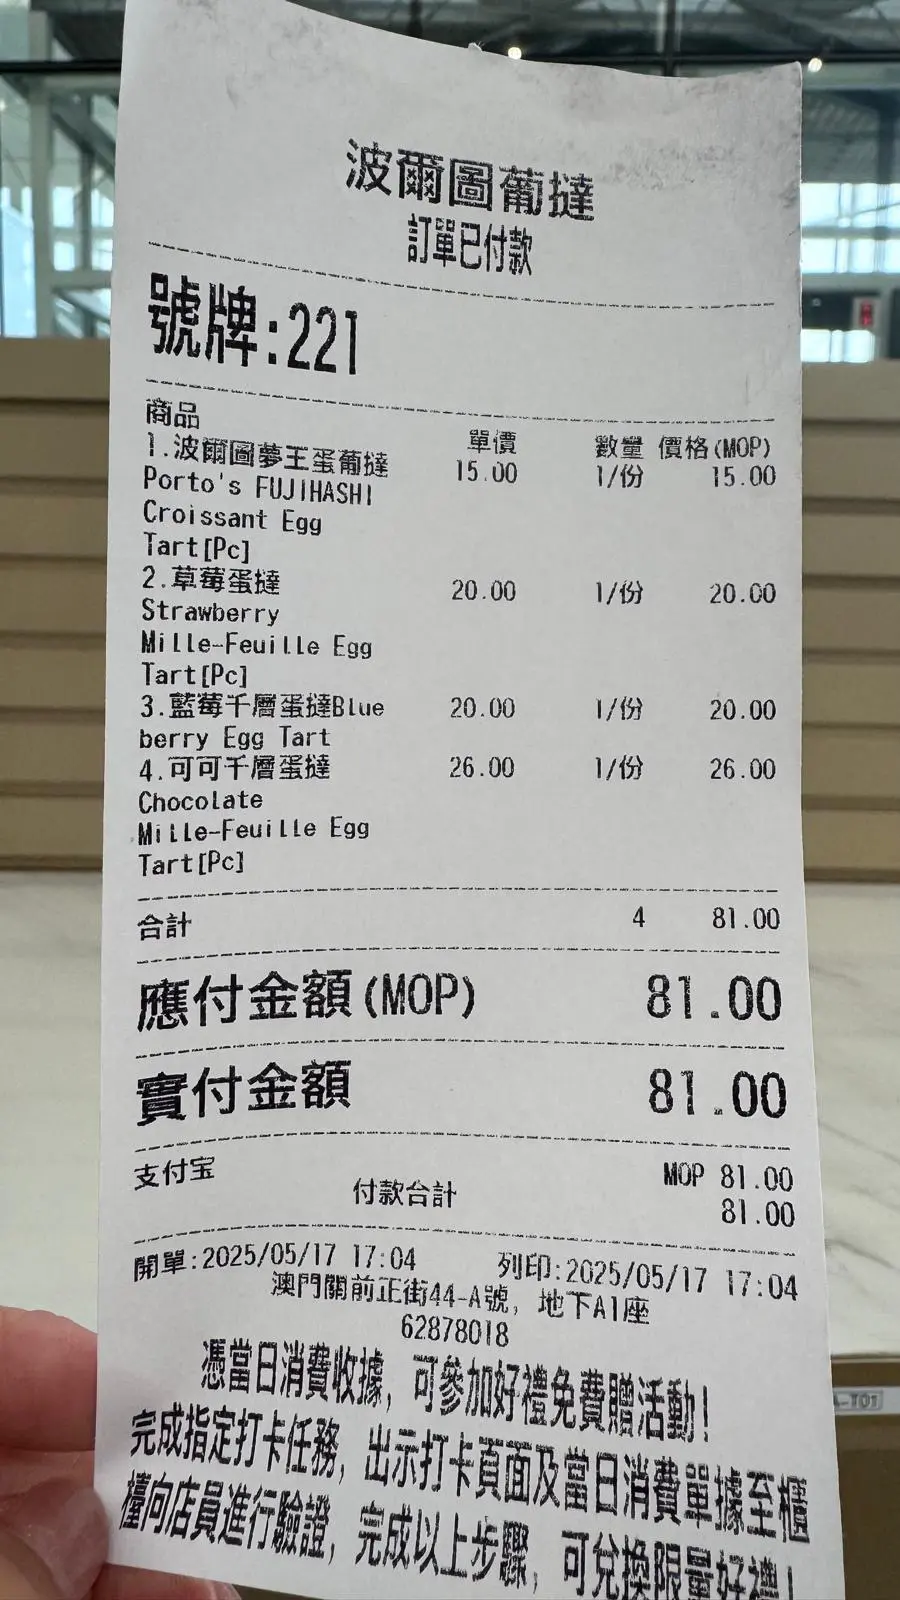 波爾圖葡撻
訂單已付款
號牌:221
商品 單價 數量 價格(MOP)
1.波爾圖夢王蛋葡撻 15.00 1/份 15.00
Porto's FUJIHASHI
Croissant Egg
Tart[Pc]
2.草莓蛋撻 20.00 1/份 20.00
Strawberry
Mille-Feuille Egg
Tart[Pc]
3.藍莓千層蛋撻Blue 20.00 1/份 20.00
berry Egg Tart
4.可可千層蛋撻 26.00 1/份 26.00
Chocolate
Mille-Feuille Egg
Tart[Pc]
合計 4 81.00
應付金額(MOP) 81.00
實付金額 81.00
支付宝 MOP 81.00
付款合計 81.00
開單:2025/05/17 17:04 列印:2025/05/17 17:04
澳門關前正街44-A號, 地下A1座
62878018
憑當日消費收據, 可參加好禮免費贈活動!
完成指定打卡任務, 出示打卡頁面及當日消費單據至櫃
檯向店員進行驗證, 完成以上步驟, 可兌換限量好禮!
-T01